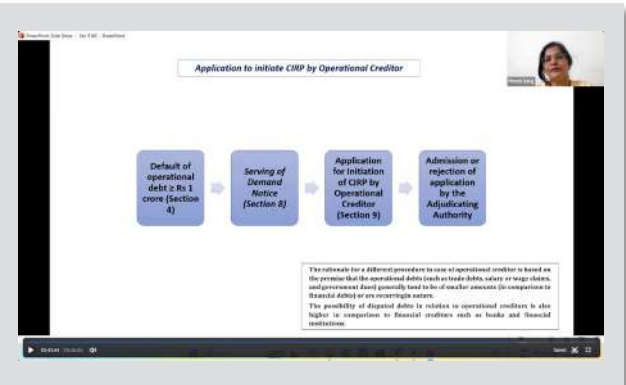 Application to initiate CIRP by Operational Creditor
Default of
operational
debt ≥ Rs 1
crore (Section
4)
Serving of
Demand
Notice
(Section 8)
Application
for Initiation
of CIRP by
Operational
Creditor
(Section 9)
Admission or
rejection of
application
by the
Adjudicating
Authority
The rationale for a different procedure in case of operational creditor is based on
the premise that the operational debts (such as trade debts, salary or wage claims,
and government dues) generally tend to be of smaller amounts (in comparison to
financial debts) or are recurring in nature.
The possibility of disputed debts in relation to operational creditors is also
higher in comparison to financial creditors such as banks and financial
institutions.